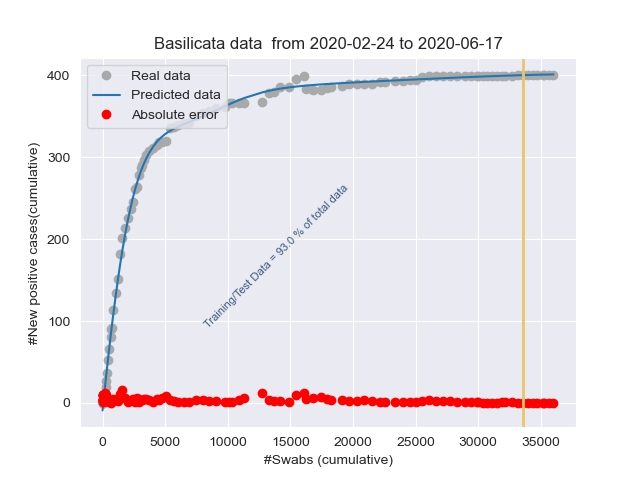 Basilicata data  from 2020-02-24 to 2020-06-17
Real data
Predicted data
Absolute error
Training/Test Data = 93.0 % of total data
#New positive cases(cumulative)
400
300
200
100
0
0 5000 10000 15000 20000 25000 30000 35000
#Swabs (cumulative)